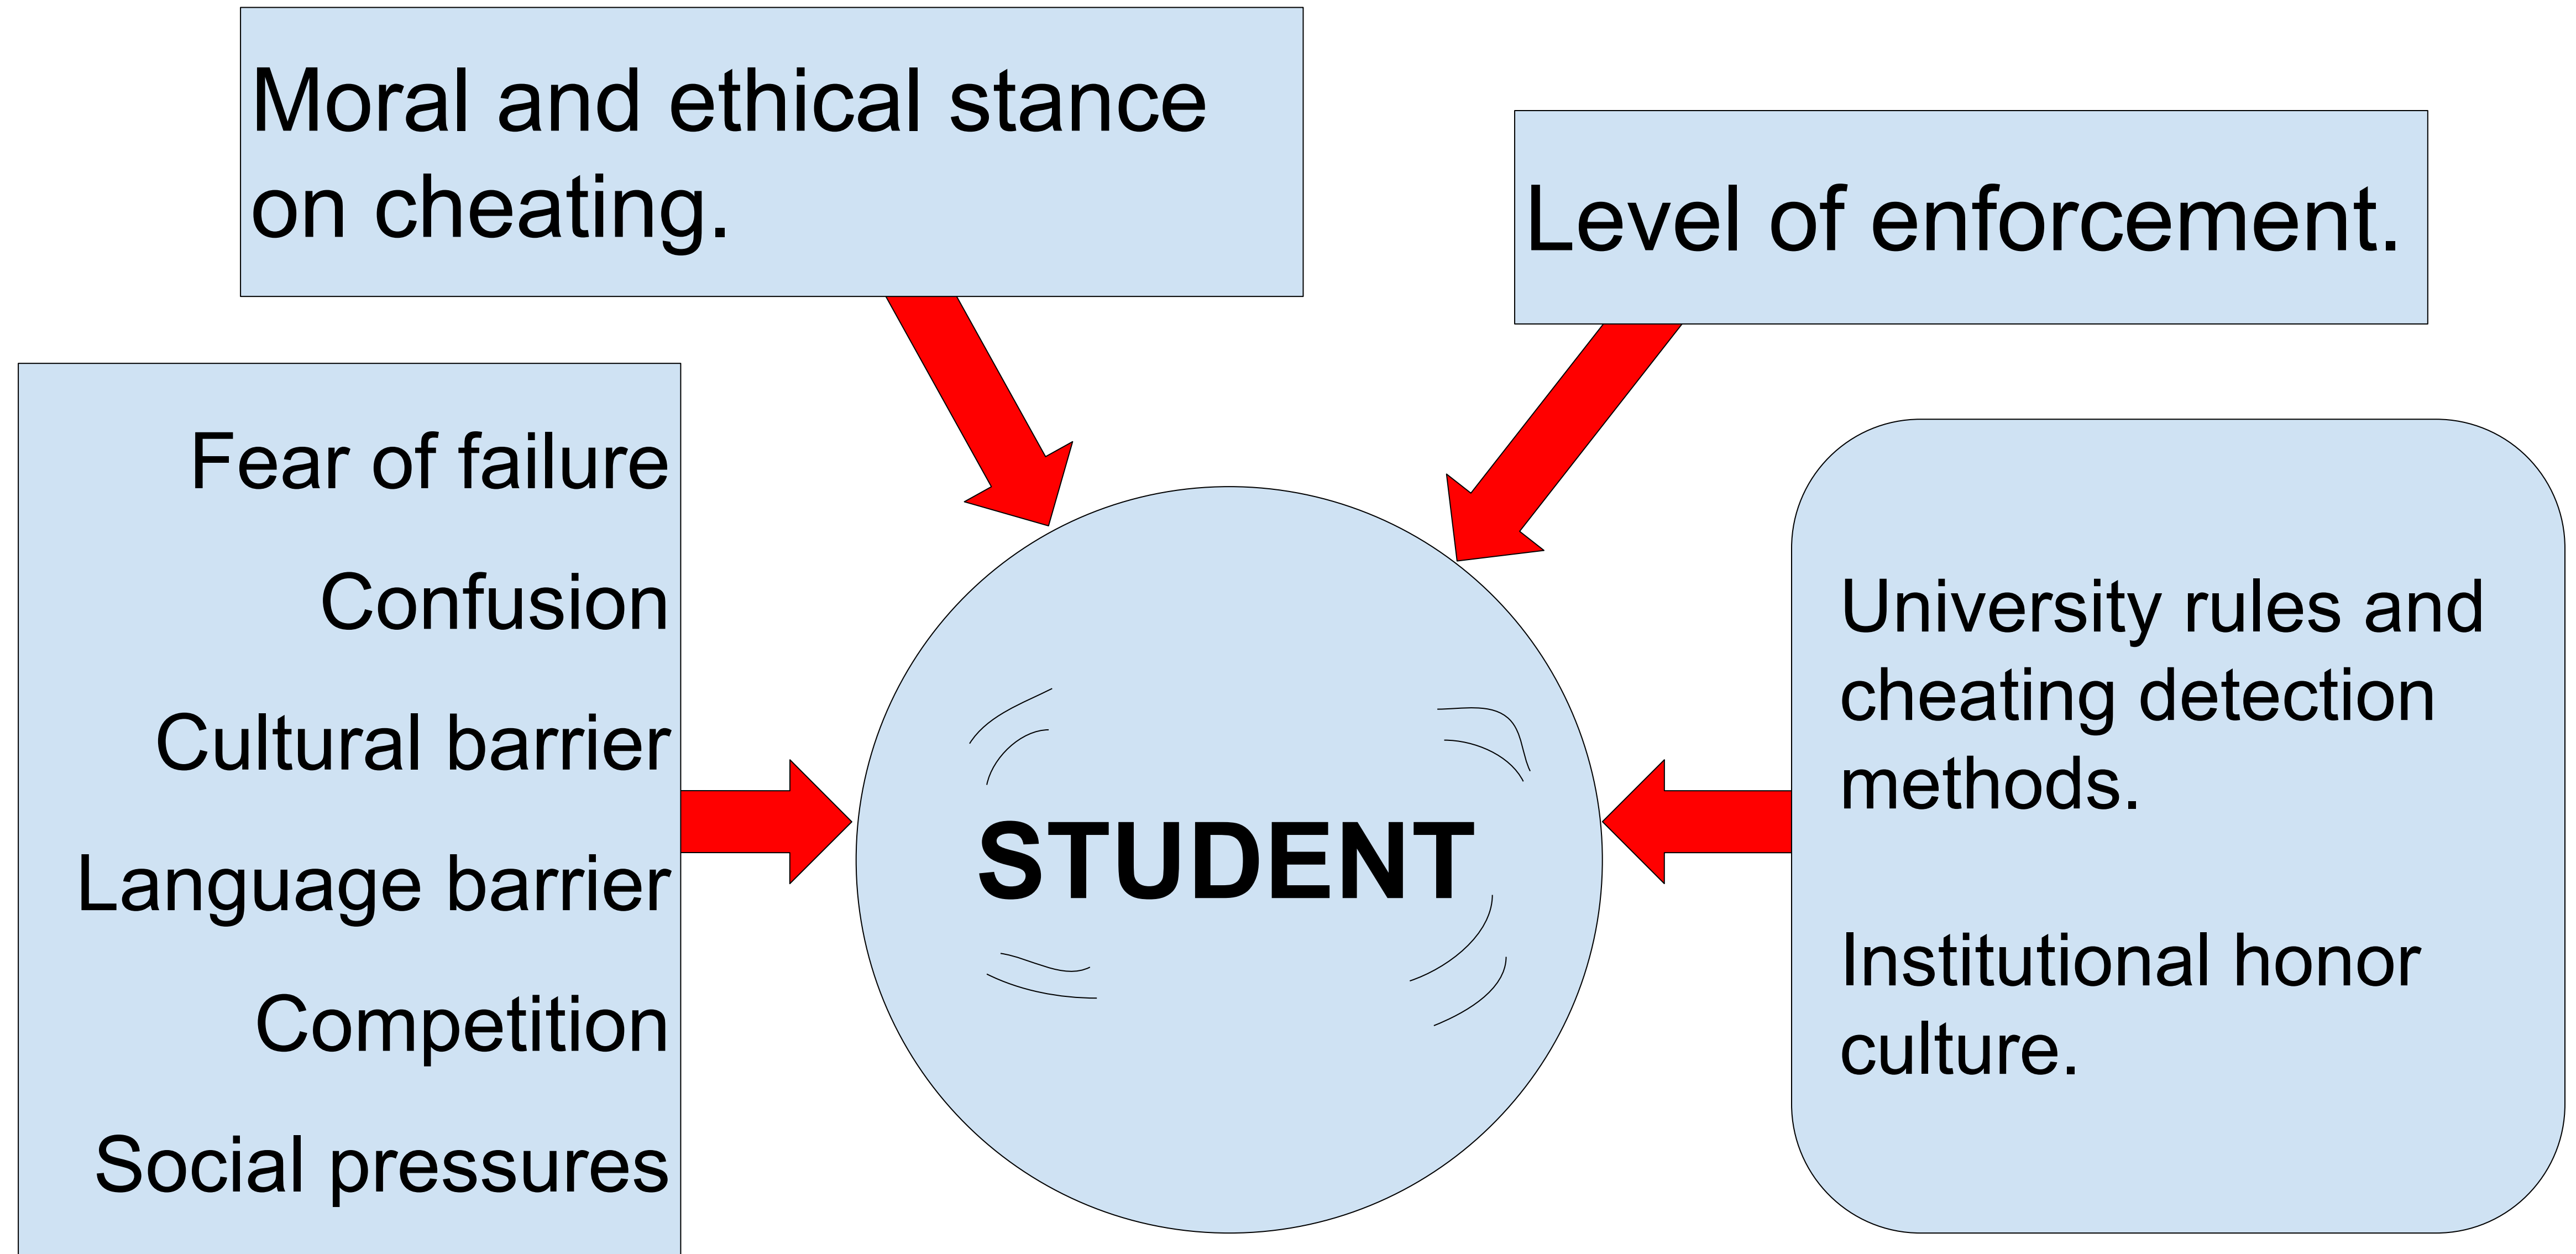 Moral and ethical stance
on cheating.
Level of enforcement.
Fear of failure
Confusion
Cultural barrier
Language barrier
Competition
Social pressures
STUDENT
University rules and
cheating detection
methods.
Institutional honor
culture.